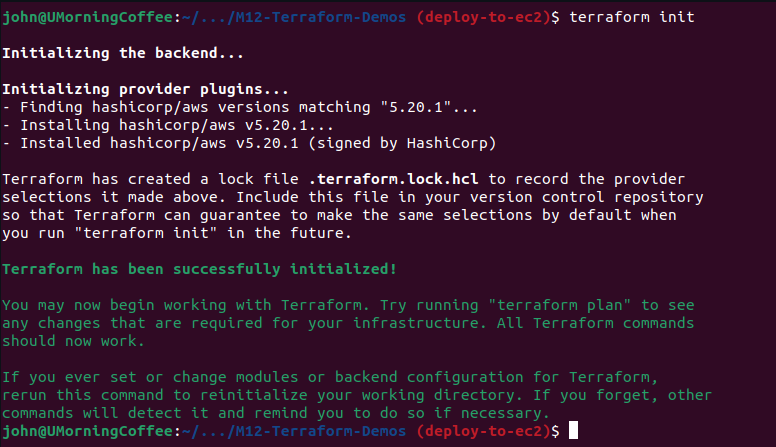 john@UMorningCoffee:~/.../M12-Terraform-Demos (deploy-to-ec2)$ terraform init
Initializing the backend...
Initializing provider plugins...
- Finding hashicorp/aws versions matching "5.20.1"...
- Installing hashicorp/aws v5.20.1...
- Installed hashicorp/aws v5.20.1 (signed by HashiCorp)
Terraform has created a lock file .terraform.lock.hcl to record the provider
selections it made above. Include this file in your version control repository
so that Terraform can guarantee to make the same selections by default when
you run "terraform init" in the future.
Terraform has been successfully initialized!
You may now begin working with Terraform. Try running "terraform plan" to see
any changes that are required for your infrastructure. All Terraform commands
should now work.
If you ever set or change modules or backend configuration for Terraform,
rerun this command to reinitialize your working directory. If you forget, other
commands will detect it and remind you to do so if necessary.
john@UMorningCoffee:~/.../M12-Terraform-Demos (deploy-to-ec2)$